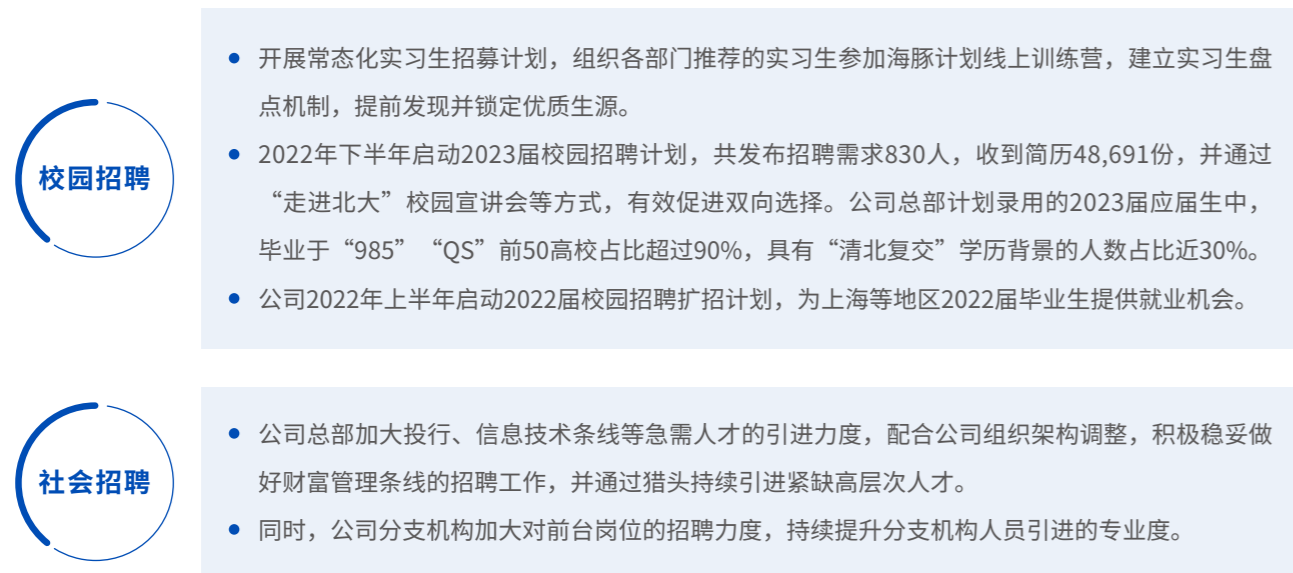 校园招聘
开展常态化实习生招募计划，组织各部门推荐的实习生参加海豚计划线上训练营，建立实习生盘
点机制，提前发现并锁定优质生源。
2022年下半年启动2023届校园招聘计划，共发布招聘需求830人，收到简历48,691份，并通过
“走进北大”校园宣讲会等方式，有效促进双向选择。公司总部计划录用的2023届应届生中，
毕业于“985”“QS”前50高校占比超过90%，具有“清北复交”学历背景的人数占比近30%。
公司2022年上半年启动2022届校园招聘扩招计划，为上海等地区2022届毕业生提供就业机会。
社会招聘
公司总部加大投行、信息技术条线等急需人才的引进力度，配合公司组织架构调整，积极稳妥做
好财富管理条线的招聘工作，并通过猎头持续引进紧缺高层次人才。
同时，公司分支机构加大对前台岗位的招聘力度，持续提升分支机构人员引进的专业度。